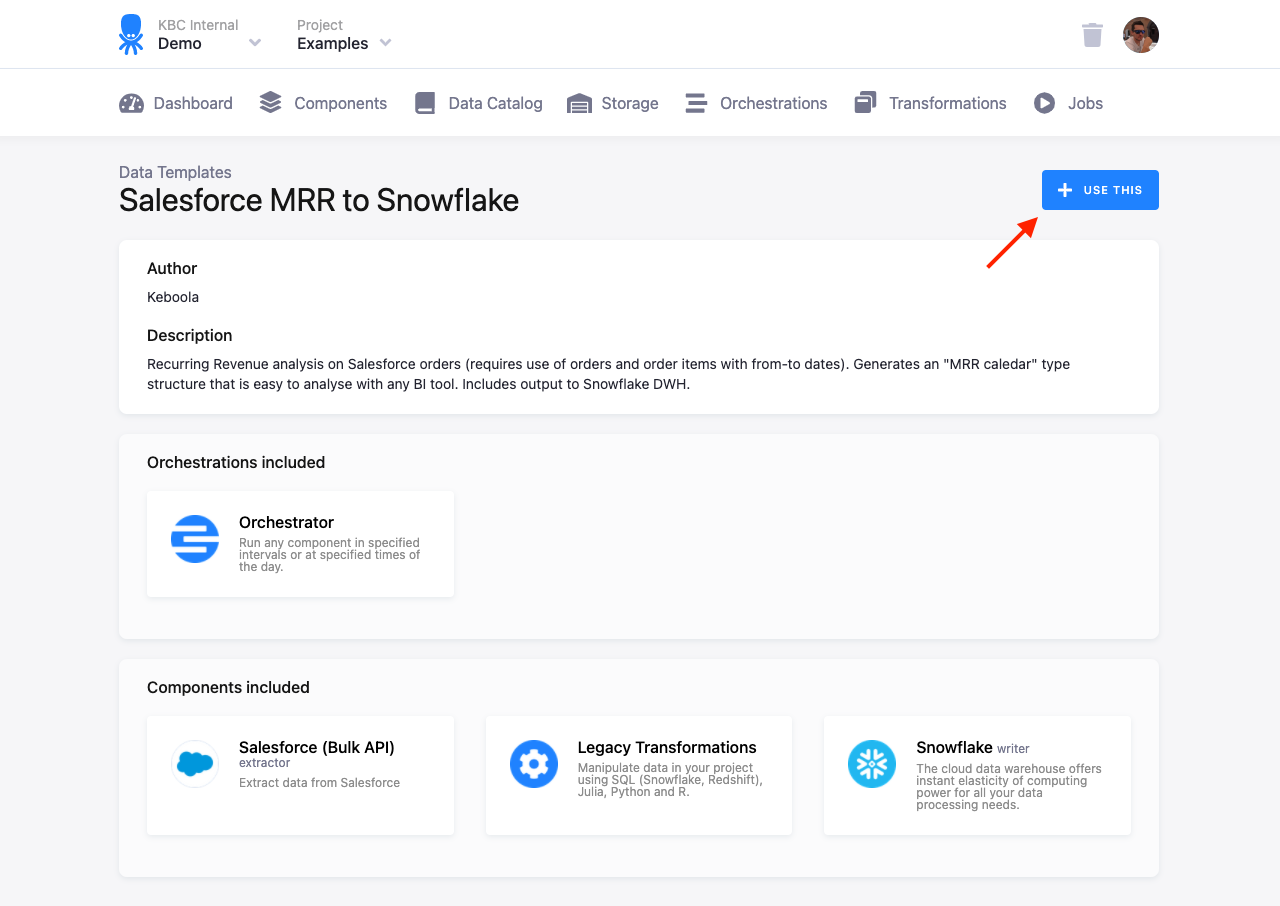 KBC Internal
Demo
Project
Examples
Dashboard
Components
Data Catalog
Storage
Orchestrations
Transformations
Jobs
Data Templates
Salesforce MRR to Snowflake
USE THIS
Author
Keboola
Description
Recurring Revenue analysis on Salesforce orders (requires use of orders and order items with from-to dates). Generates an "MRR caledar" type
structure that is easy to analyse with any BI tool. Includes output to Snowflake DWH.
Orchestrations included
Orchestrator
Run any component in specified
intervals or at specified times of
the day.
Components included
Salesforce (Bulk API)
extractor
Extract data from Salesforce
Legacy Transformations
Manipulate data in your project
using SQL (Snowflake, Redshift),
Julia, Python and R.
Snowflake writer
The cloud data warehouse offers
instant elasticity of computing
power for all your data
processing needs.